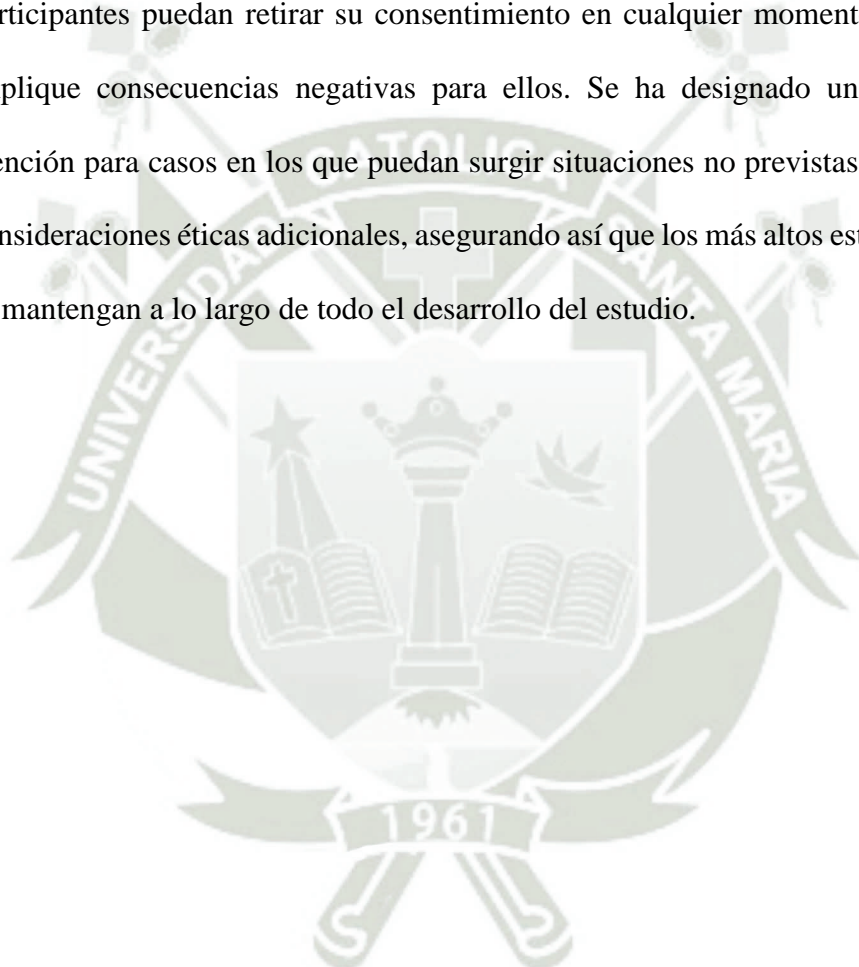 rticipantes puedan retirar su consentimiento en cualquier moment
plique consecuencias negativas para ellos. Se ha designado un
ención para casos en los que puedan surgir situaciones no previstas
nsideraciones éticas adicionales, asegurando así que los más altos est
mantengan a lo largo de todo el desarrollo del estudio.
UNIVERSIDAD CATOLICA SANTA MARIA
1961